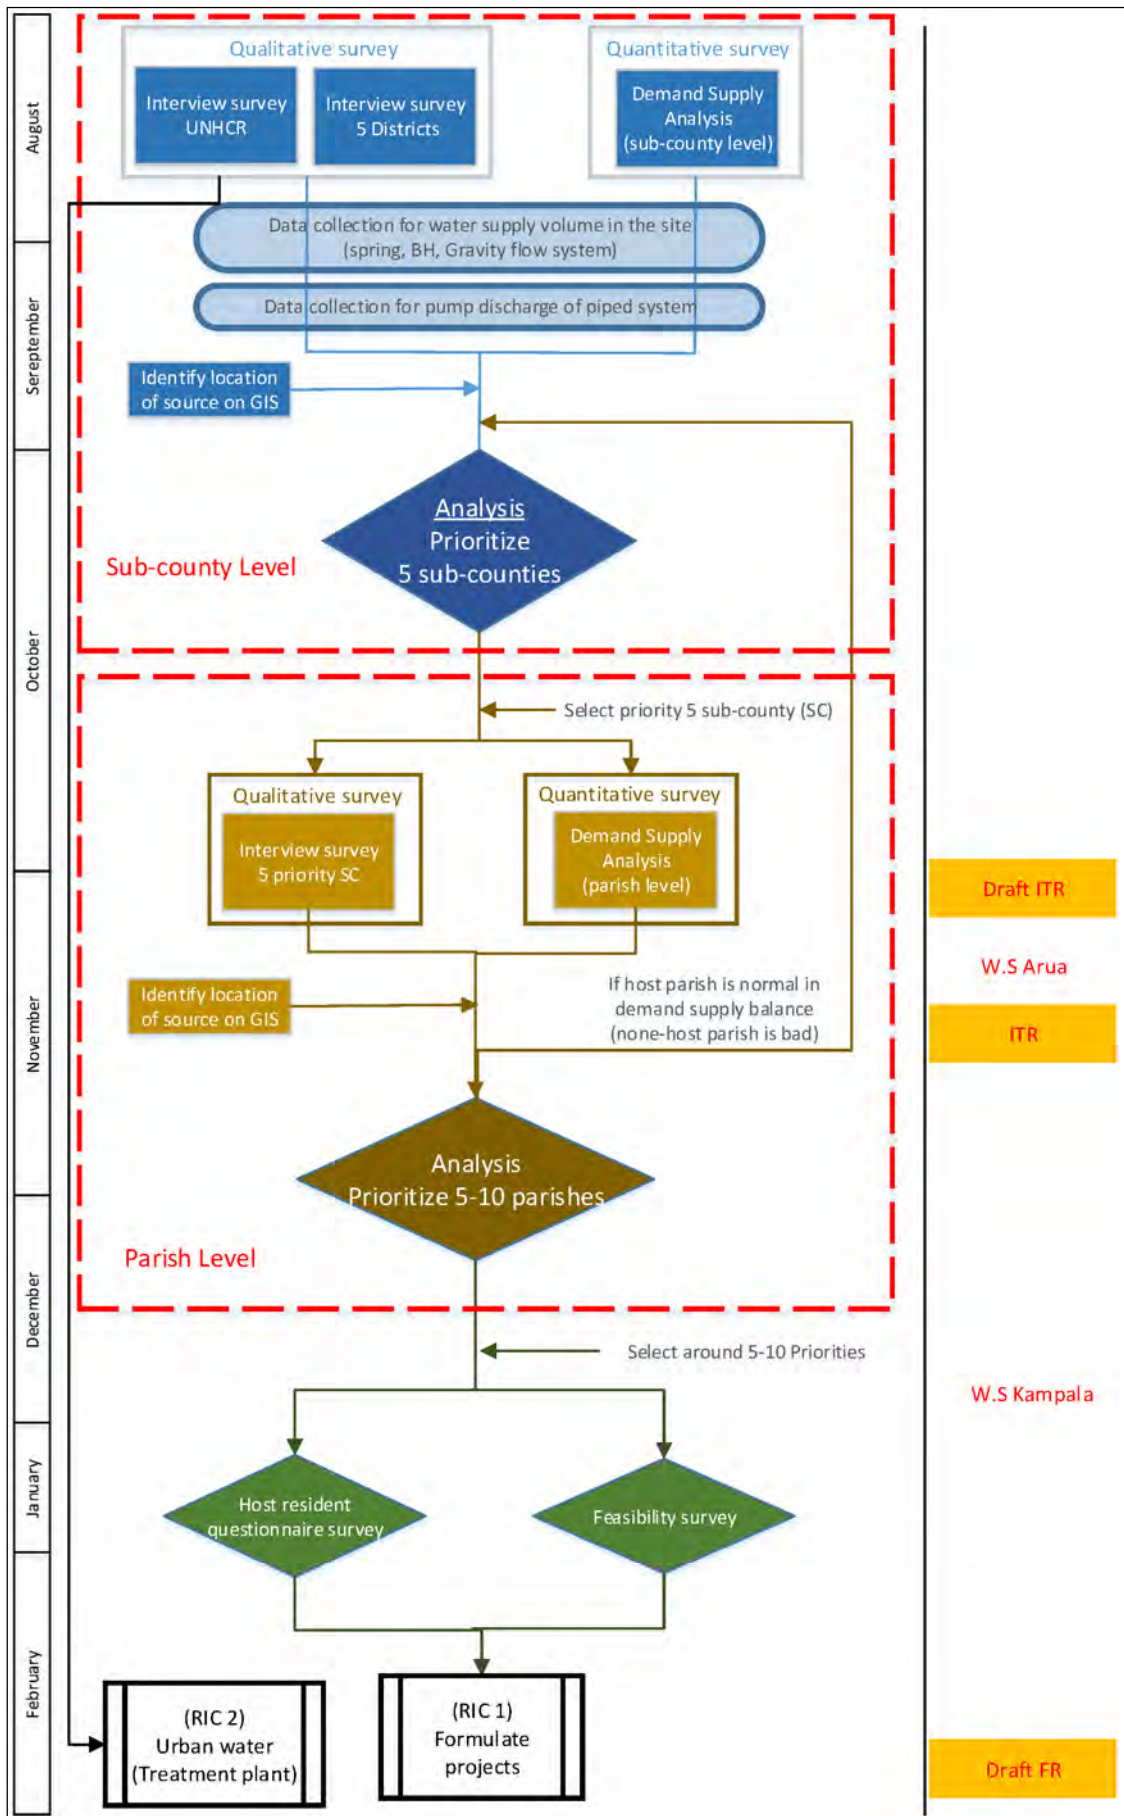 August
Sereptember
October
November
December
January
February
Qualitative survey
Interview survey
UNHCR
Interview survey
5 Districts
Quantitative survey
Demand Supply
Analysis
(sub-county level)
Data collection for water supply volume in the site
(spring, BH, Gravity flow system)
Data collection for pump discharge of piped system
Identify location
of source on GIS
Analysis
Prioritize
5 sub-counties
Sub-county Level
Select priority 5 sub-county (SC)
Qualitative survey
Interview survey
5 priority SC
Quantitative survey
Demand Supply
Analysis
(parish level)
Identify location
of source on GIS
If host parish is normal in
demand supply balance
(none-host parish is bad)
Analysis
Prioritize 5-10 parishes
Parish Level
Select around 5-10 Priorities
Host resident
questionnaire survey
Feasibility survey
(RIC 2)
Urban water
(Treatment plant)
(RIC 1)
Formulate
projects
Draft ITR
W.S Arua
ITR
W.S Kampala
Draft FR